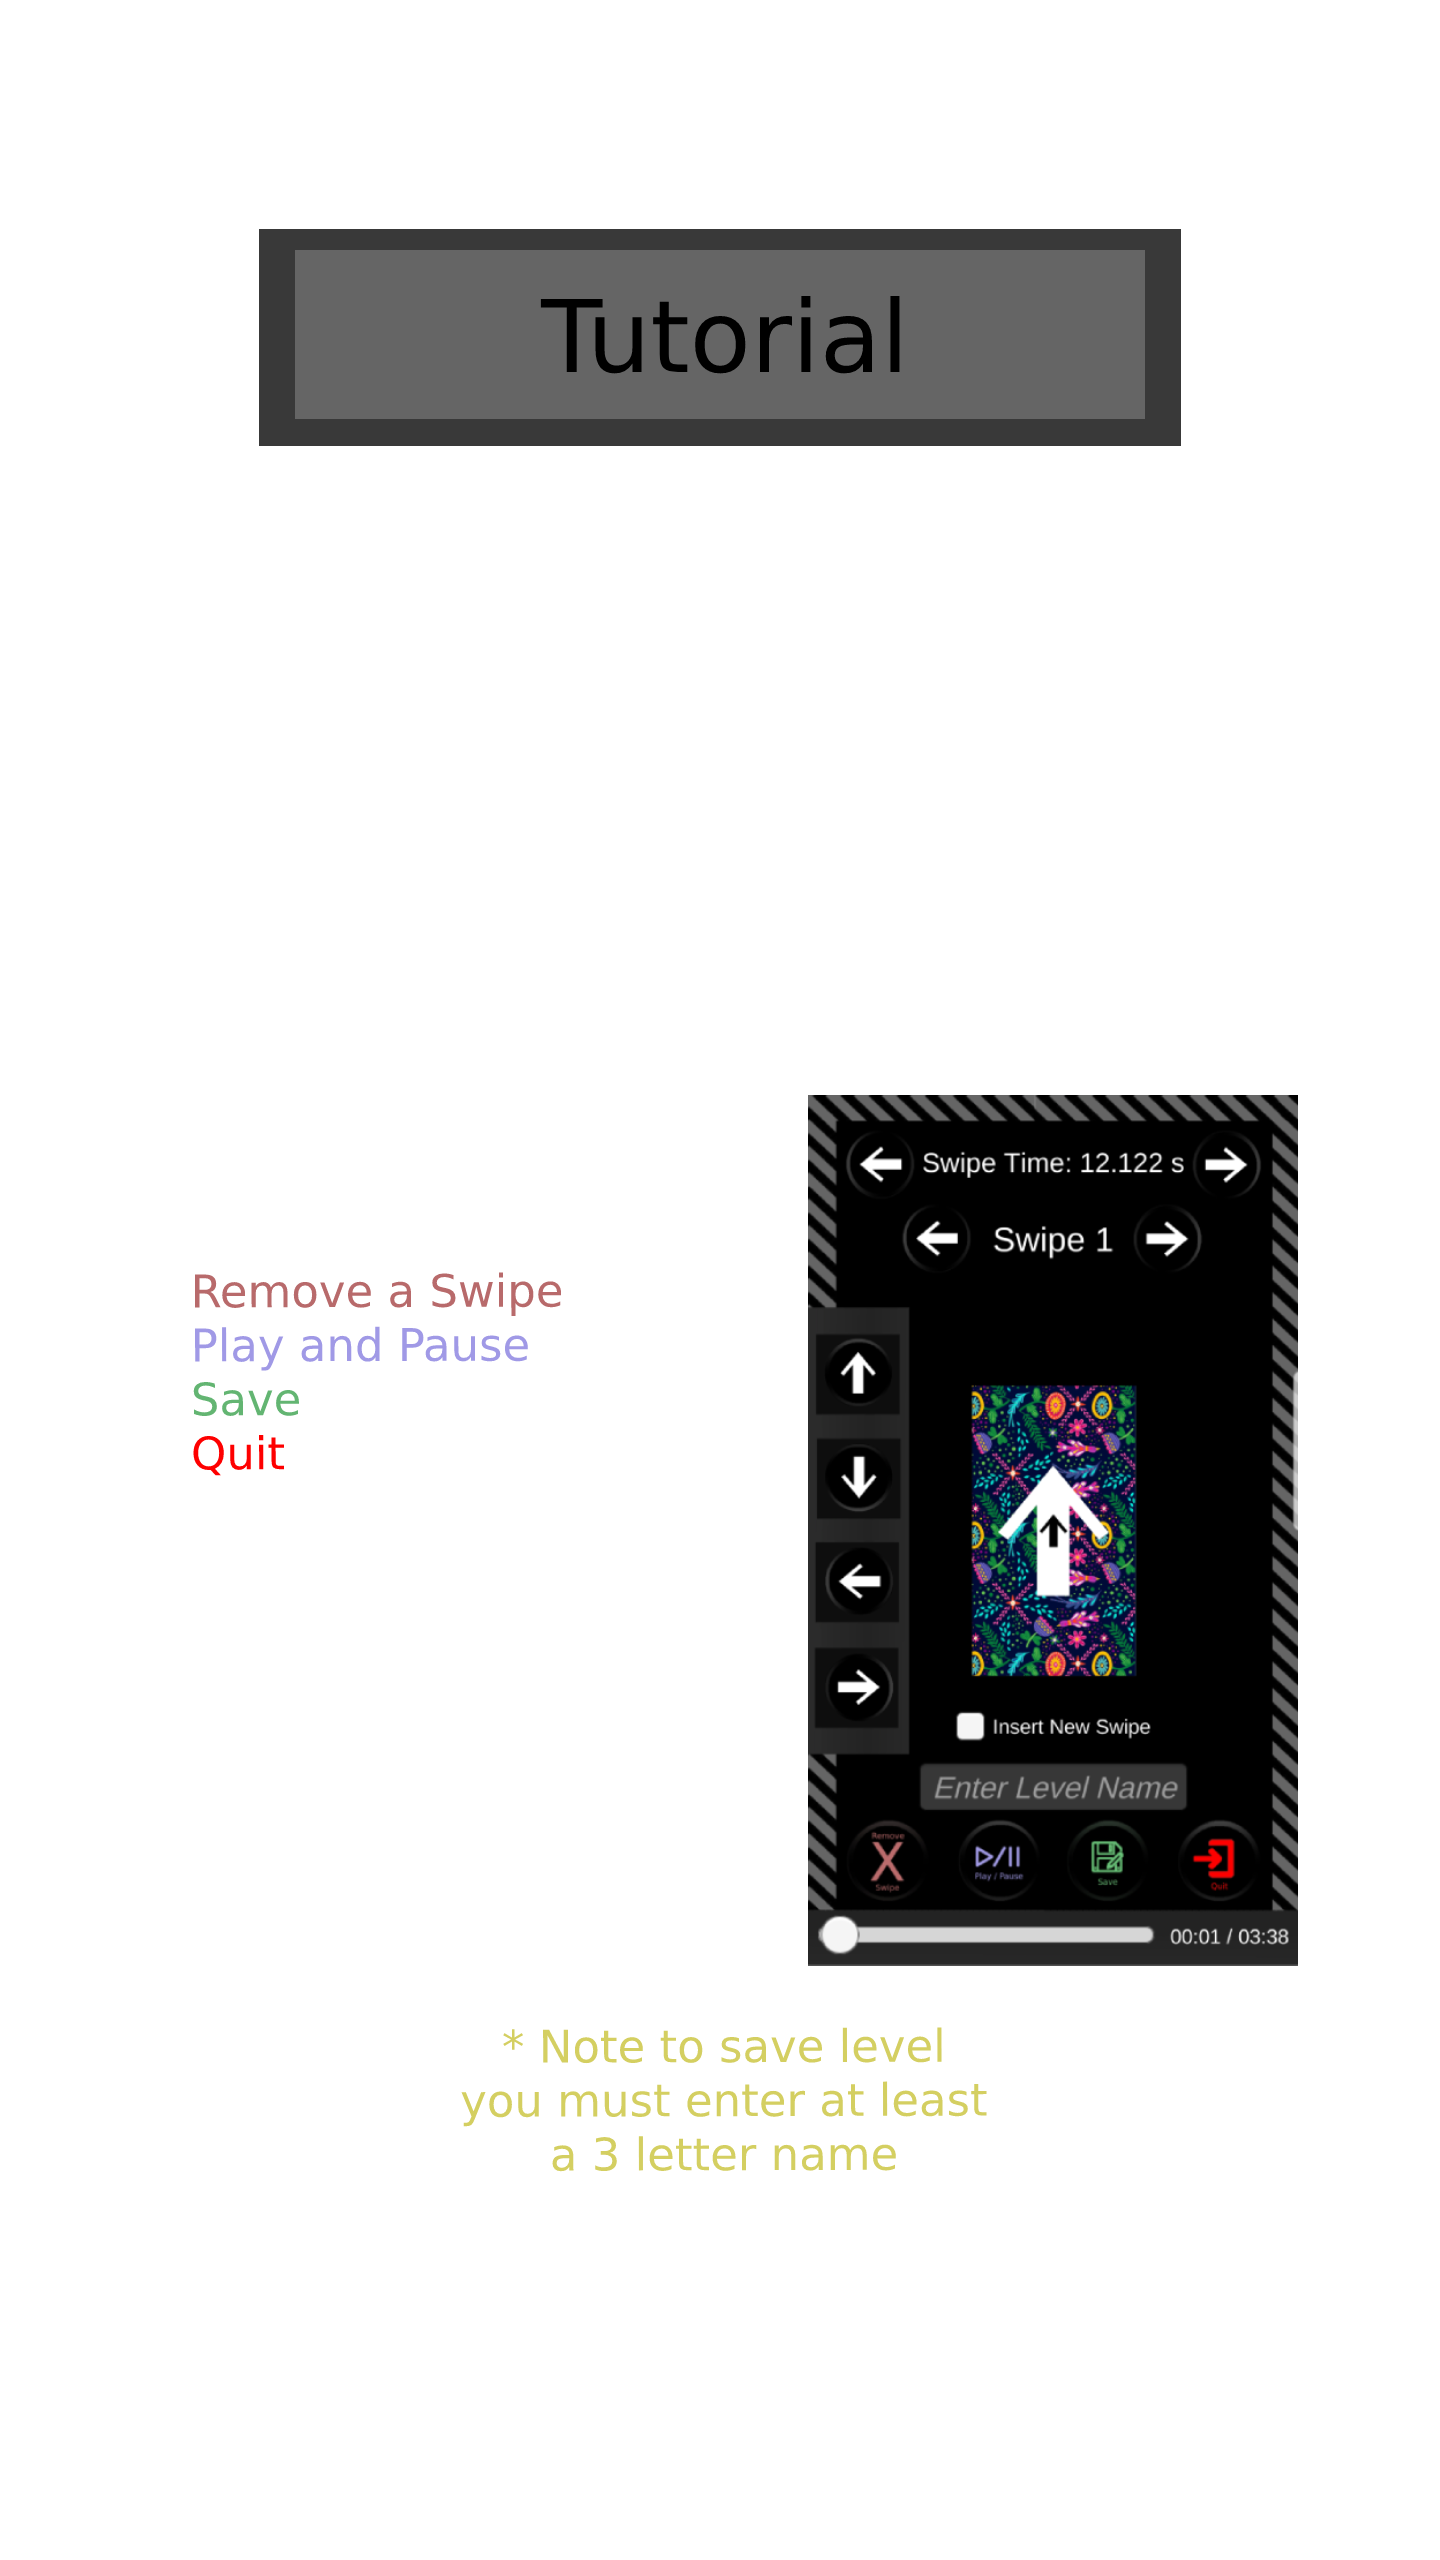 Tutorial
Remove a Swipe
Play and Pause
Save
Quit
Swipe Time: 12.122 s
Swipe 1
Insert New Swipe
Enter Level Name
Remove
X
Swipe
Play / Pause
Save
Quit
00:01 / 03:38
* Note to save level
you must enter at least
a 3 letter name